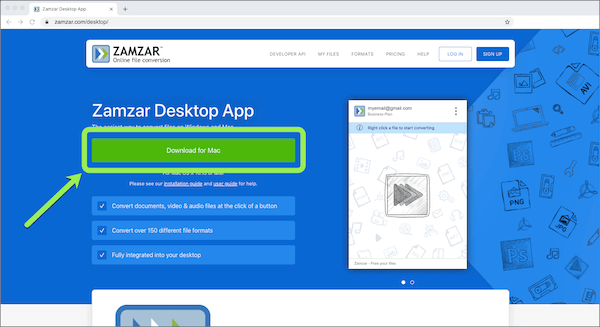 Zamzar Desktop App
zamzar.com/desktop/
ZAMZAR™
Online file conversion
DEVELOPER API
MY FILES
FORMATS
PRICING
HELP
LOG IN
SIGN UP
Zamzar Desktop App
Download for Mac
Please see our installation guide and user guide for help.
Convert documents, video & audio files at the click of a button
Convert over 150 different file formats
Fully integrated into your desktop
myemail@gmail.com
Business Plan
Right click a file to start converting
Zamzar - Free your files
AVI
PNG
PS